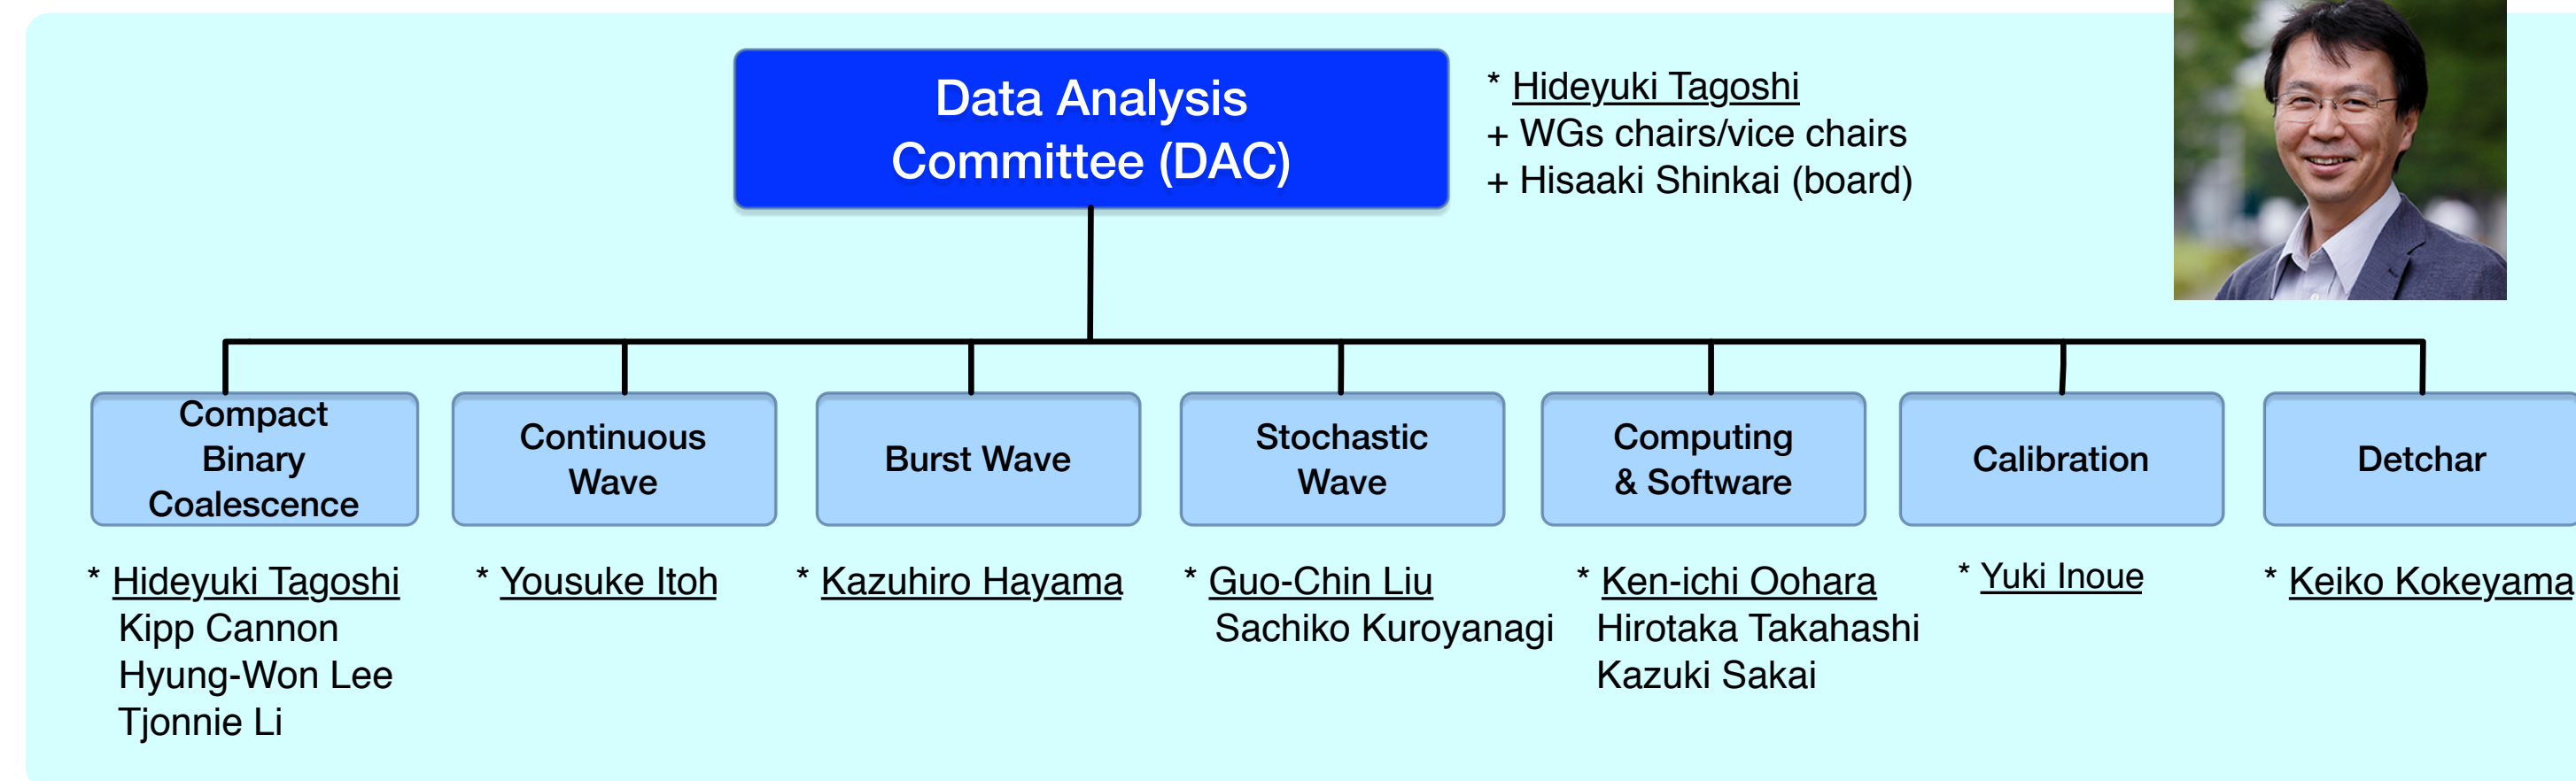 Data Analysis
Committee (DAC)
* Hideyuki Tagoshi
+ WGs chairs/vice chairs
+ Hisaaki Shinkai (board)
Compact
Binary
Coalescence
Continuous
Wave
Burst Wave
Stochastic
Wave
Computing
& Software
Calibration
Detchar
* Hideyuki Tagoshi
Kipp Cannon
Hyung-Won Lee
Tjonnie Li
* Yousuke Itoh
* Kazuhiro Hayama
* Guo-Chin Liu
Sachiko Kuroyanagi
* Ken-ichi Oohara
Hirotaka Takahashi
Kazuki Sakai
* Yuki Inoue
* Keiko Kokeyama